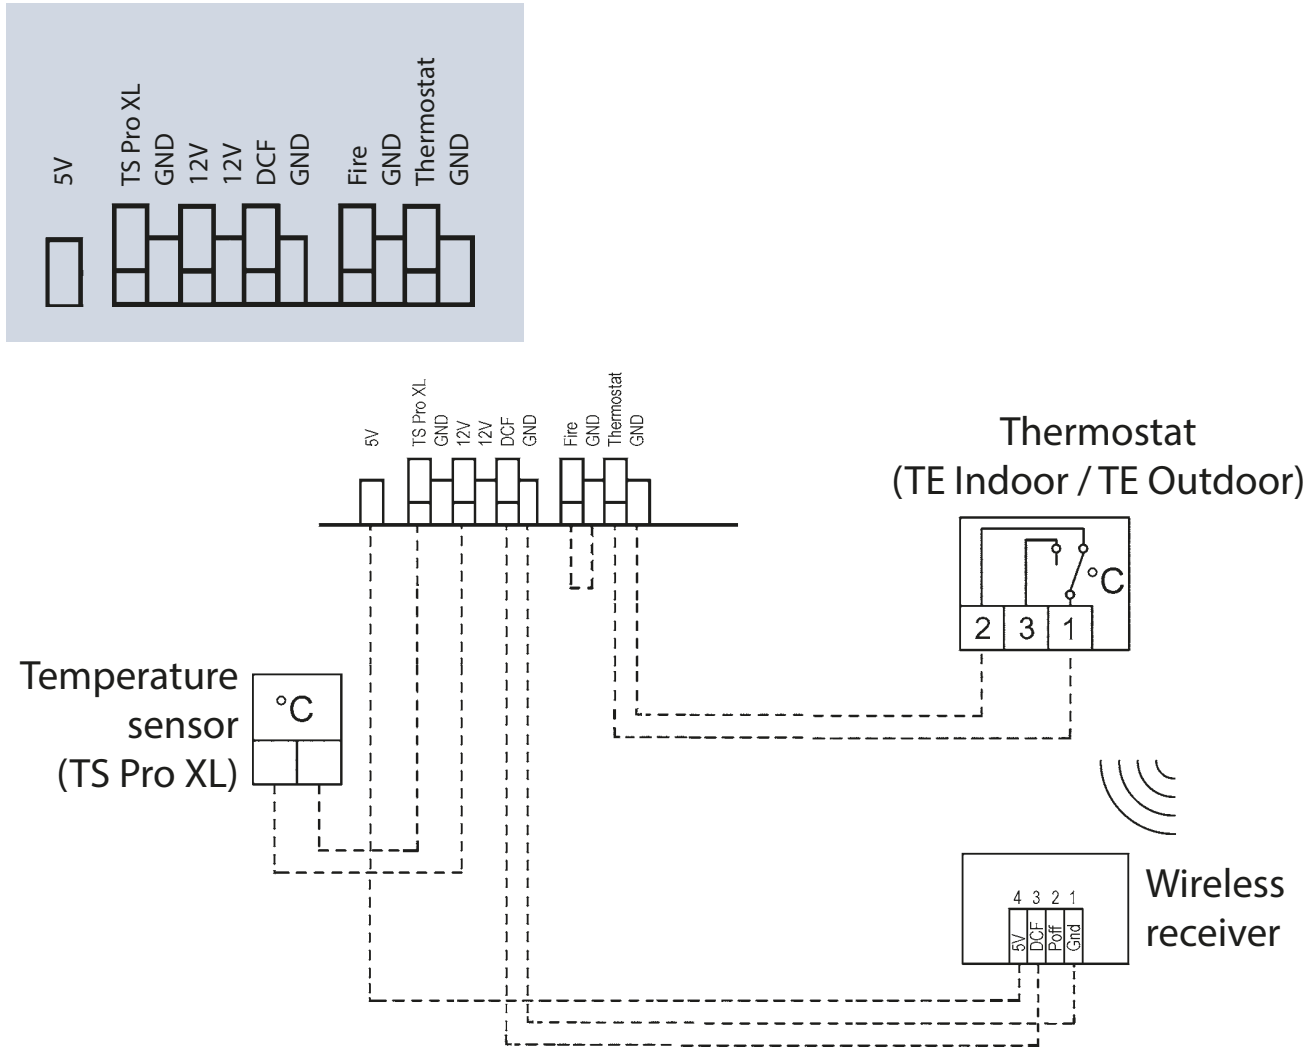 5V
TS Pro XL
GND
12V
12V
DCF
GND
Fire
GND
Thermostat
GND
5V
TS Pro XL
GND
12V
12V
DCF
GND
Fire
GND
Thermostat
GND
Thermostat
(TE Indoor / TE Outdoor)
°C
2 3 1
Temperature
sensor
(TS Pro XL)
°C
Wireless
receiver
4 3 2 1
5V
DCF
Poff
Gnd